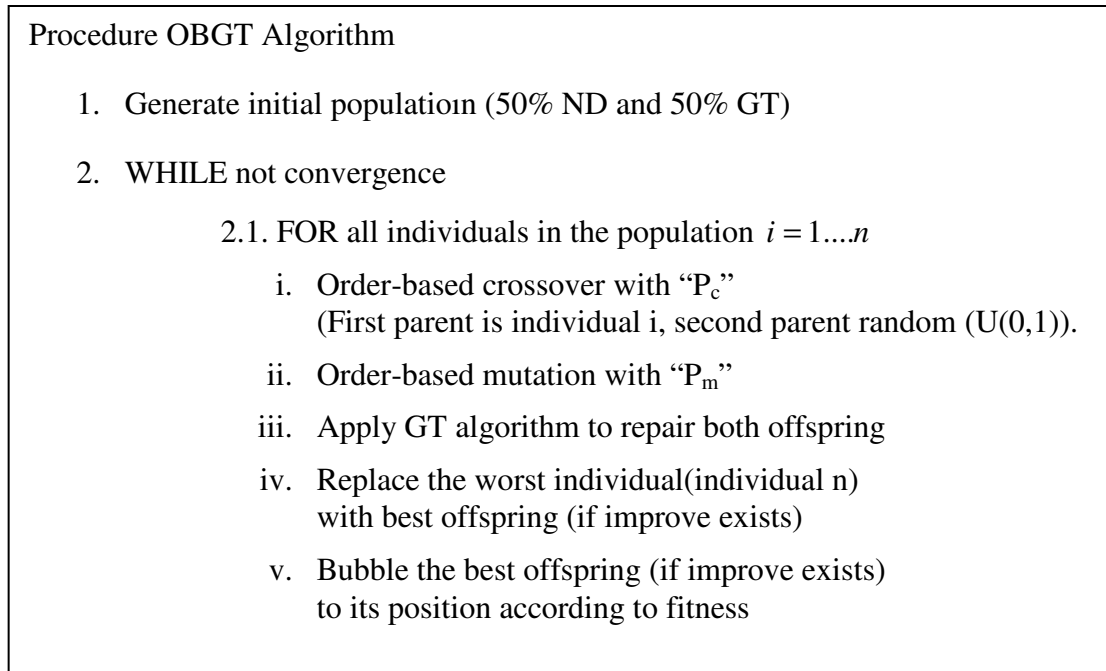 Procedure OBGT Algorithm
1. Generate initial populatioın (50% ND and 50% GT)
2. WHILE not convergence
2.1. FOR all individuals in the population i = 1....n
i. Order-based crossover with “Pc”
(First parent is individual i, second parent random (U(0,1)).
ii. Order-based mutation with “Pm”
iii. Apply GT algorithm to repair both offspring
iv. Replace the worst individual(individual n)
with best offspring (if improve exists)
v. Bubble the best offspring (if improve exists)
to its position according to fitness